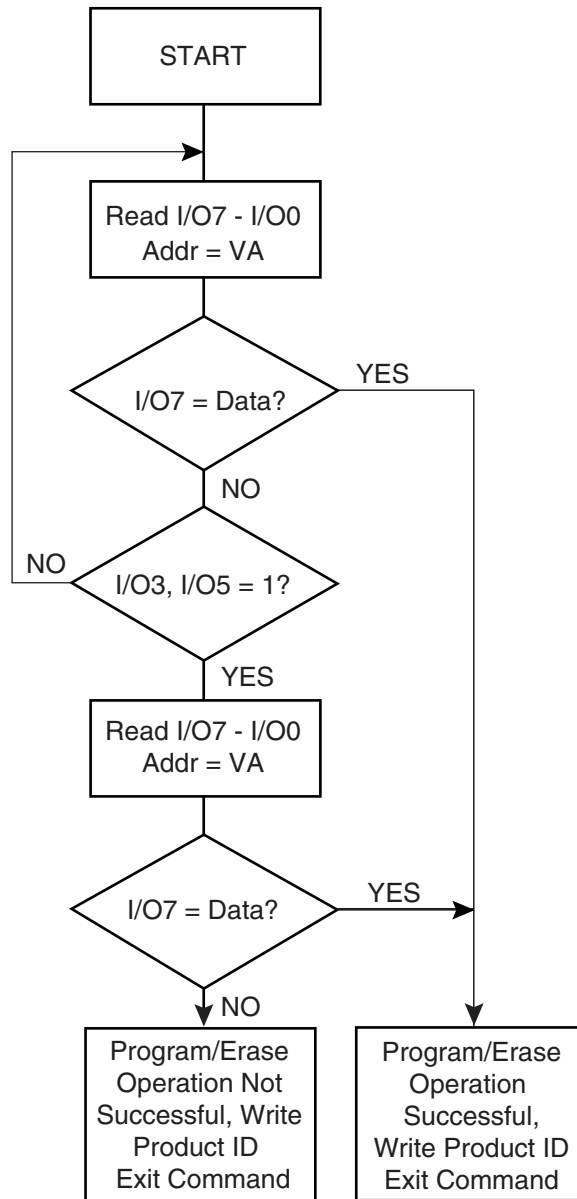 START
Read I/O7 - I/O0
Addr = VA
I/O7 = Data?
YES
NO
NO
I/O3, I/O5 = 1?
YES
Read I/O7 - I/O0
Addr = VA
I/O7 = Data?
YES
NO
Program/Erase
Operation Not
Successful, Write
Product ID
Exit Command
Program/Erase
Operation
Successful,
Write Product ID
Exit Command